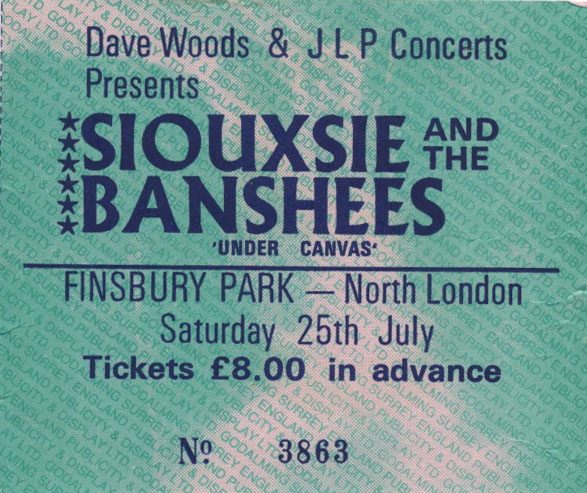 Dave Woods & J L P Concerts
Presents
SIOUXSIE AND THE
BANSHEES
'UNDER CANVAS'
FINSBURY PARK — North London
Saturday 25th July
Tickets £8.00 in advance
Nº 3863